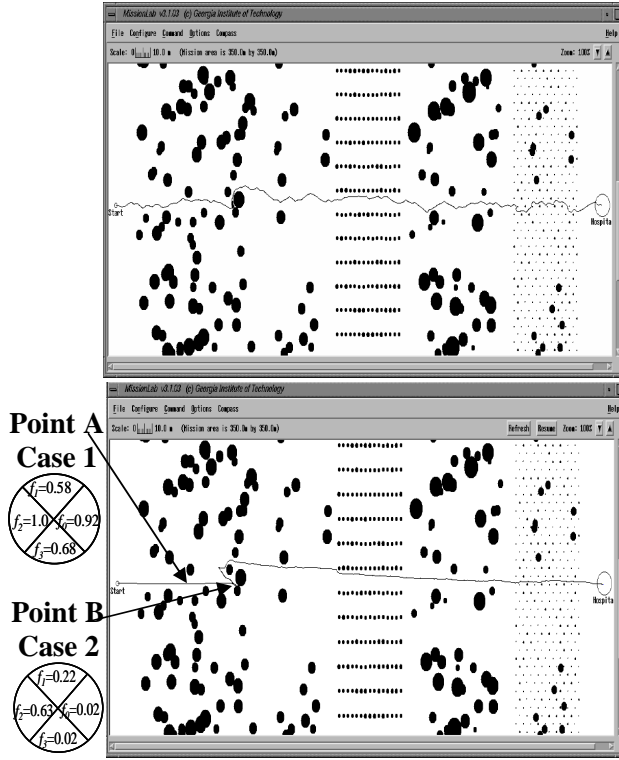 MissionLab v3.1.03 (c) Georgia Institute of Technology
File Configure Command Options Compass Help
Scale: 0 10.0 m (Mission area is 350.0m by 350.0m) Zoom: 100%
Start
Hospita
MissionLab v3.1.03 (c) Georgia Institute of Technology
File Configure Command Options Compass Help
Scale: 0 10.0 m (Mission area is 350.0m by 350.0m) Refresh Resume Zoom: 100%
Point A
Case 1
f1=0.58
f2=1.0 f0=0.92
f3=0.68
Start
Hospita
Point B
Case 2
f1=0.22
f2=0.63 f0=0.02
f3=0.02